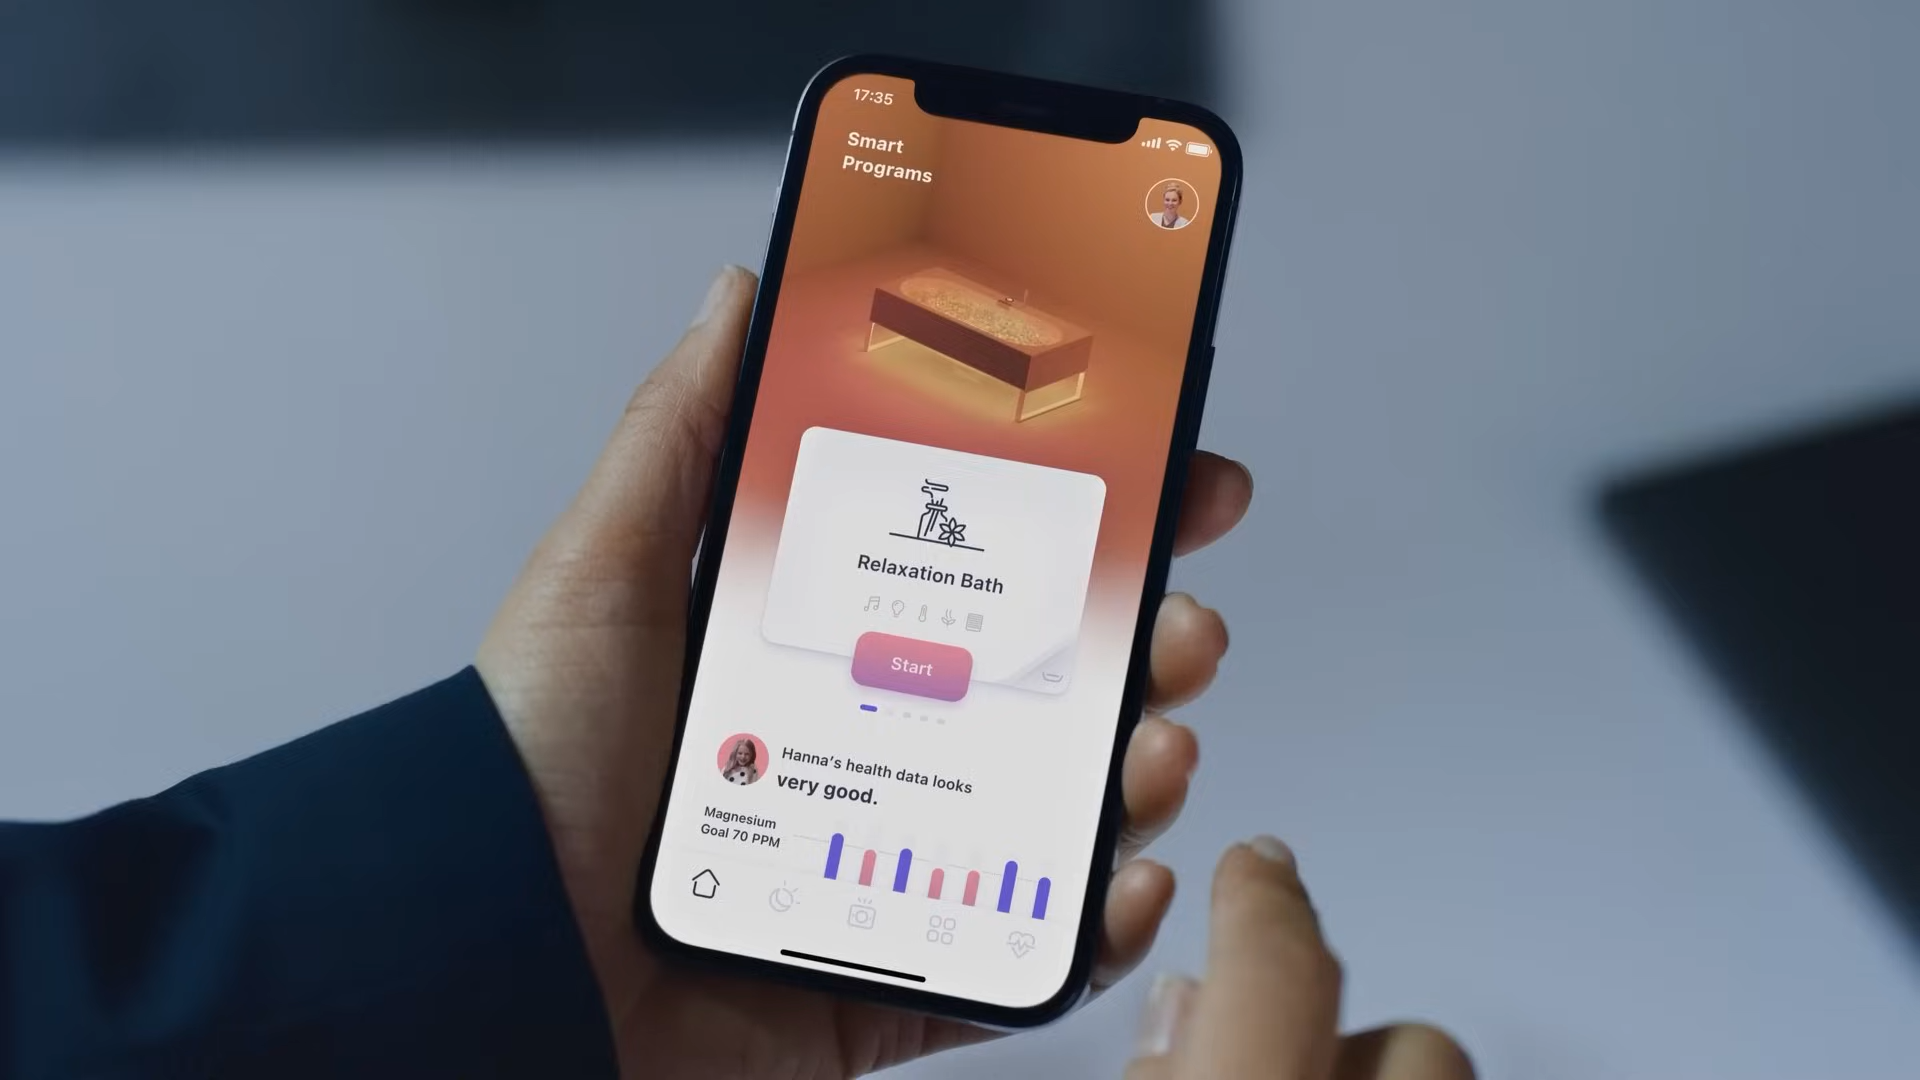 17:35
Smart
Programs
Relaxation Bath
Start
Hanna’s health data looks
very good.
Magnesium
Goal 70 PPM